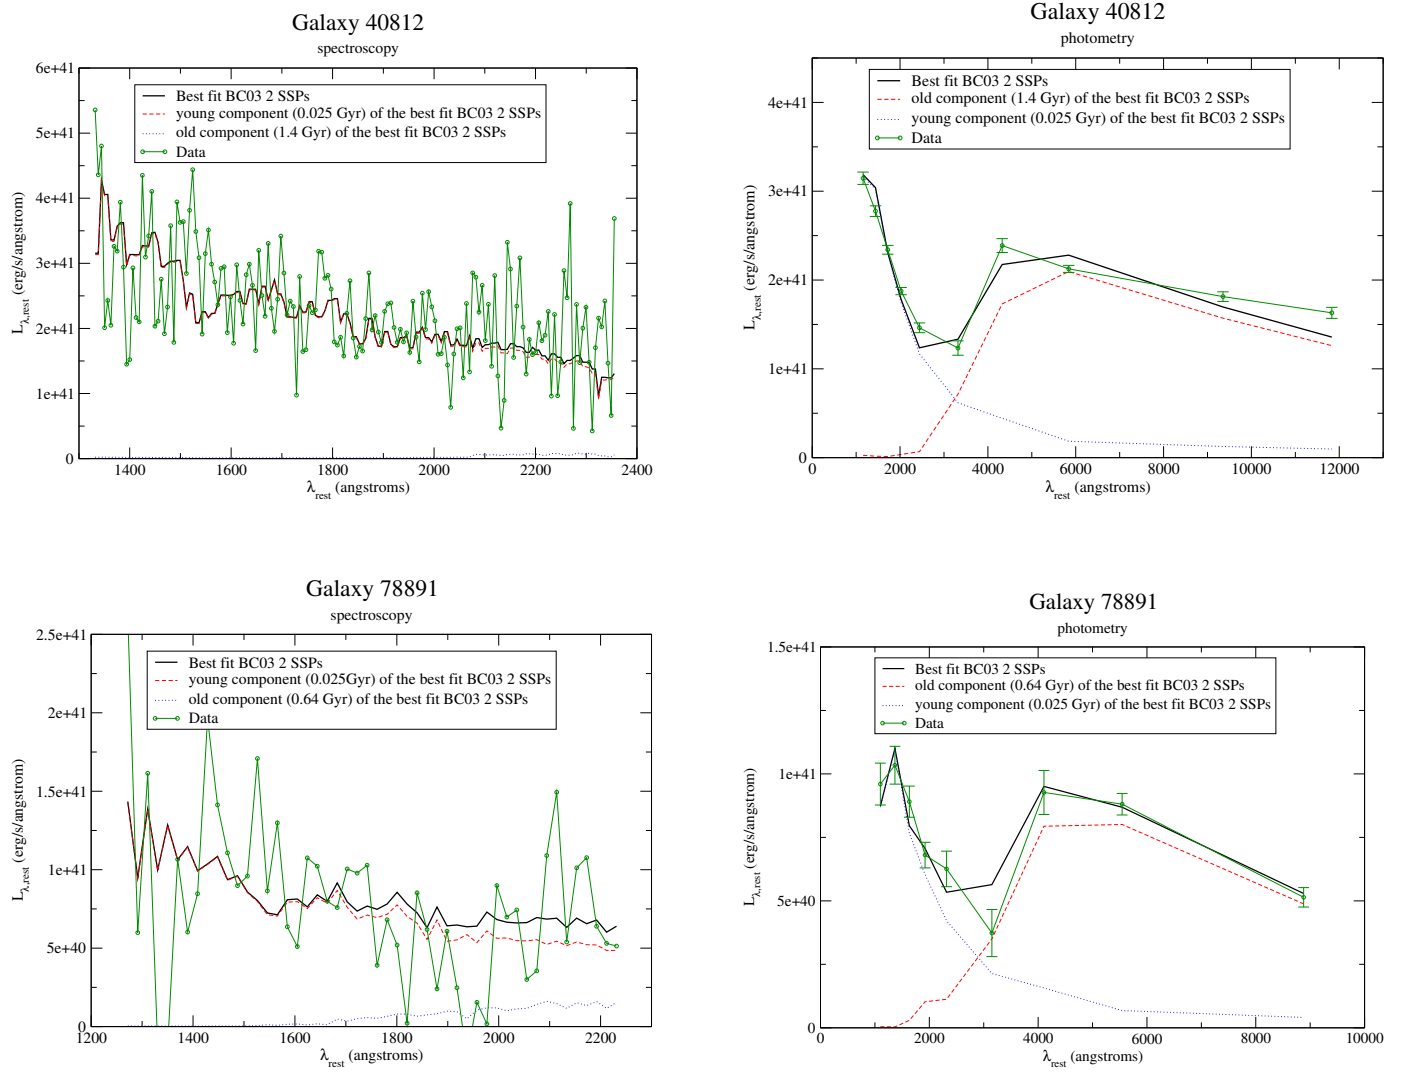 Galaxy 40812
spectroscopy
6e+41
5e+41
4e+41
3e+41
2e+41
1e+41
0
L_λ,rest (erg/s/angstrom)
Best fit BC03 2 SSPs
young component (0.025 Gyr) of the best fit BC03 2 SSPs
old component (1.4 Gyr) of the best fit BC03 2 SSPs
Data
1400 1600 1800 2000 2200 2400
λ_rest (angstroms)
Galaxy 40812
photometry
4e+41
3e+41
2e+41
1e+41
0
L_λ,rest (erg/s/angstrom)
Best fit BC03 2 SSPs
old component (1.4 Gyr) of the best fit BC03 2 SSPs
young component (0.025 Gyr) of the best fit BC03 2 SSPs
Data
0 2000 4000 6000 8000 10000 12000
λ_rest (angstroms)
Galaxy 78891
spectroscopy
2.5e+41
2e+41
1.5e+41
1e+41
5e+40
0
L_λ,rest (erg/s/angstrom)
Best fit BC03 2 SSPs
young component (0.025Gyr) of the best fit BC03 2 SSPs
old component (0.64 Gyr) of the best fit BC03 2 SSPs
Data
1200 1400 1600 1800 2000 2200
λ_rest (angstroms)
Galaxy 78891
photometry
1.5e+41
1e+41
5e+40
0
L_λ,rest (erg/s/angstrom)
Best fit BC03 2 SSPs
old component (0.64 Gyr) of the best fit BC03 2 SSPs
young component (0.025 Gyr) of the best fit BC03 2 SSPs
Data
0 2000 4000 6000 8000 10000
λ_rest (angstroms)